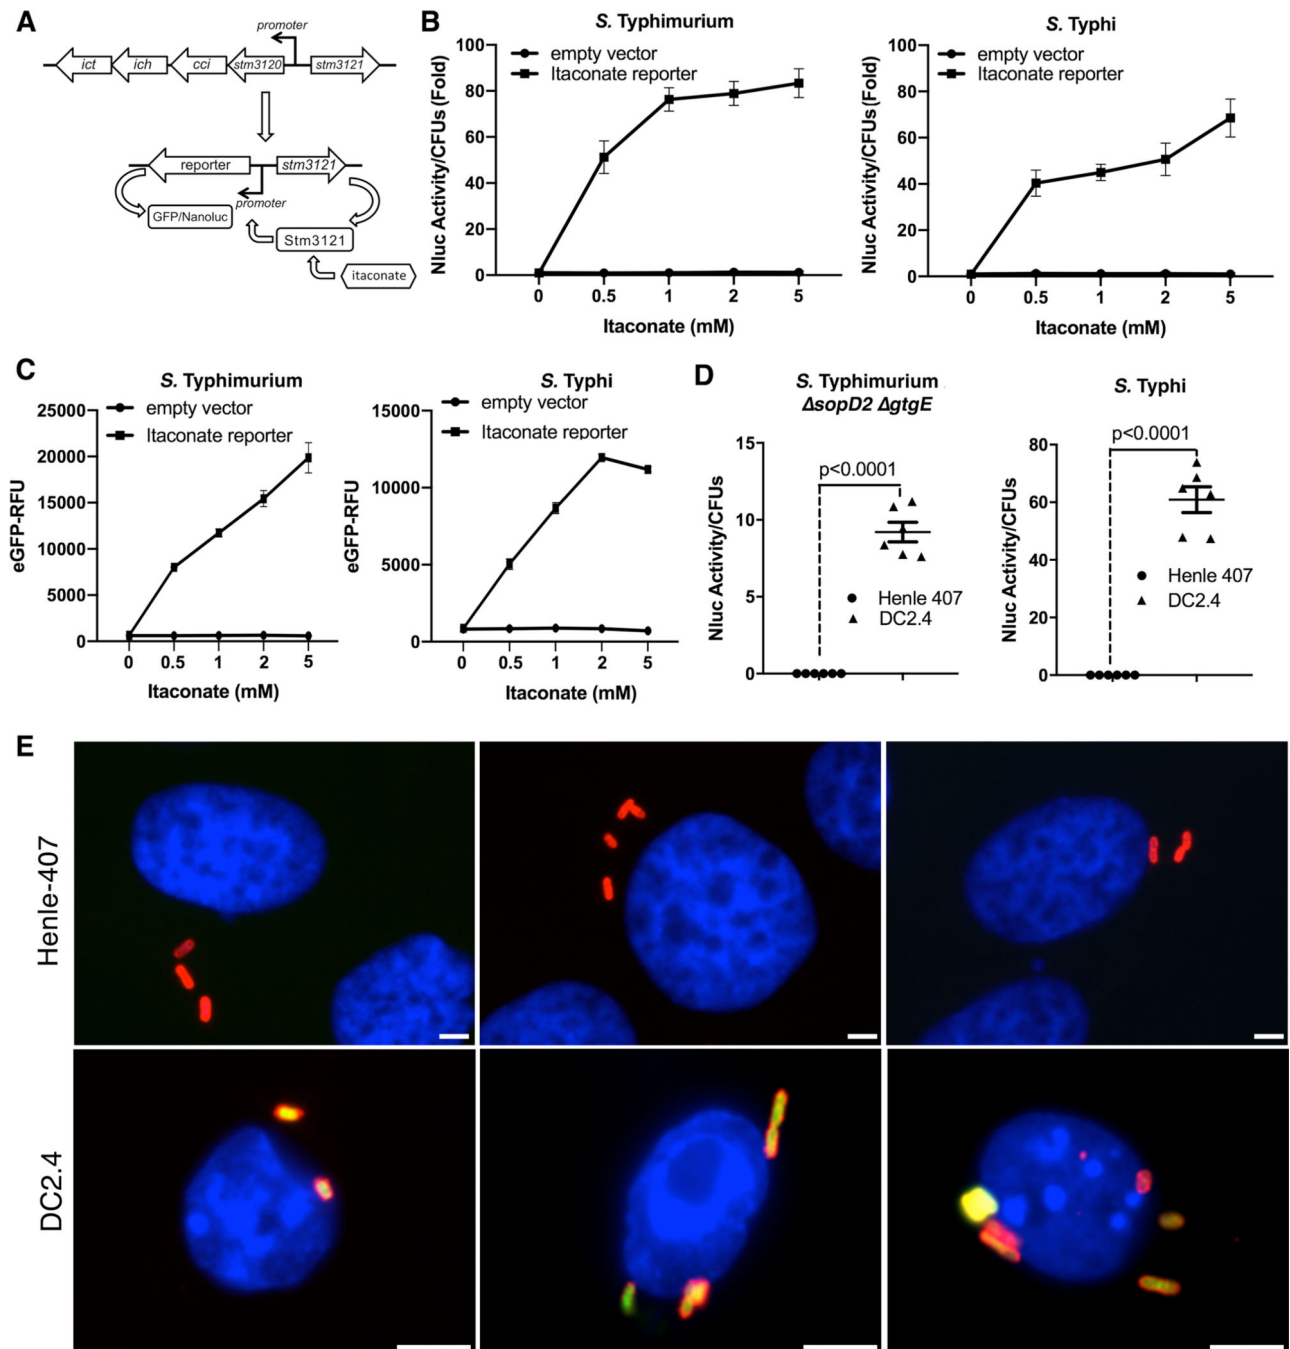 A
promoter
ict
ich
cci
stm3120
stm3121
reporter
stm3121
promoter
GFP/Nanoluc
Stm3121
itaconate
B
S. Typhimurium
empty vector
Itaconate reporter
Nluc Activity/CFUs (Fold)
100
80
60
40
20
0
0 0.5 1 2 5
Itaconate (mM)
S. Typhi
empty vector
Itaconate reporter
Nluc Activity/CFUs (Fold)
100
80
60
40
20
0
0 0.5 1 2 5
Itaconate (mM)
C
S. Typhimurium
empty vector
Itaconate reporter
eGFP-RFU
25000
20000
15000
10000
5000
0
0 0.5 1 2 5
Itaconate (mM)
S. Typhi
empty vector
Itaconate reporter
eGFP-RFU
15000
10000
5000
0
0 0.5 1 2 5
Itaconate (mM)
D
S. Typhimurium
ΔsopD2 ΔgtgE
p<0.0001
Nluc Activity/CFUs
15
10
5
0
Henle 407
DC2.4
S. Typhi
p<0.0001
Nluc Activity/CFUs
80
60
40
20
0
Henle 407
DC2.4
E
Henle-407
DC2.4